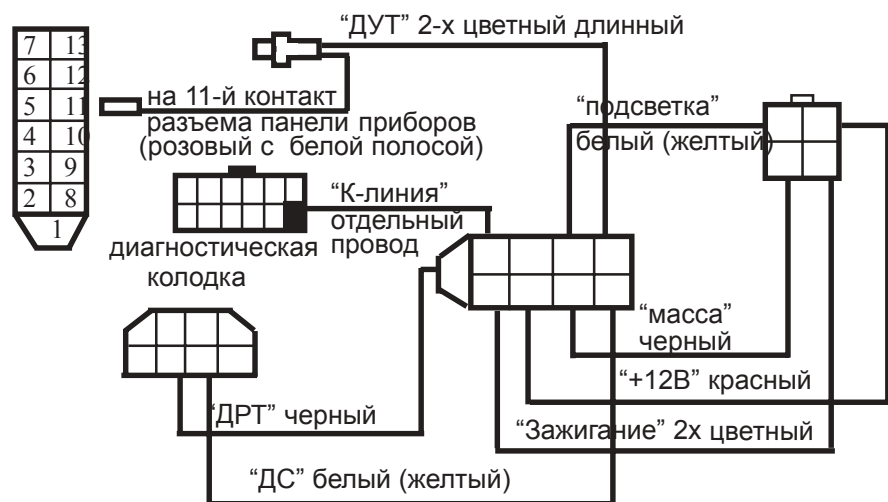 “ДУТ” 2-х цветный длинный
7 13
6 12
5 11
4 10
3 9
2 8
1
на 11-й контакт
разъема панели приборов
(розовый с белой полосой)
“подсветка”
белый (желтый)
“К-линия”
отдельный
провод
диагностическая
колодка
“масса”
черный
“+12В” красный
“ДРТ” черный
“Зажигание” 2х цветный
“ДС” белый (желтый)